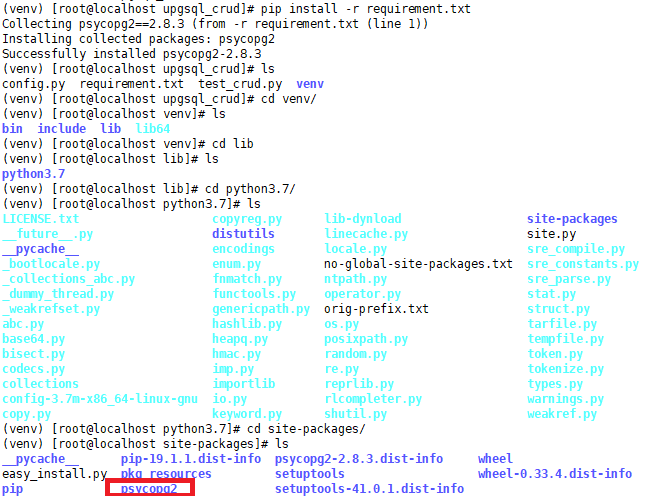 (venv) [root@localhost upgsql_crud]# pip install -r requirement.txt
Collecting psycopg2==2.8.3 (from -r requirement.txt (line 1))
Installing collected packages: psycopg2
Successfully installed psycopg2-2.8.3
(venv) [root@localhost upgsql_crud]# ls
config.py  requirement.txt  test_crud.py  venv
(venv) [root@localhost upgsql_crud]# cd venv/
(venv) [root@localhost venv]# ls
bin  include  lib  lib64
(venv) [root@localhost venv]# cd lib
(venv) [root@localhost lib]# ls
python3.7
(venv) [root@localhost lib]# cd python3.7/
(venv) [root@localhost python3.7]# ls
LICENSE.txt  copyreg.py  lib-dynload  site-packages
__future__.py  distutils  linecache.py  site.py
__pycache__  encodings  locale.py  sre_compile.py
_bootlocale.py  enum.py  no-global-site-packages.txt  sre_constants.py
_collections_abc.py  fnmatch.py  ntpath.py  sre_parse.py
_dummy_thread.py  functools.py  operator.py  stat.py
_weakrefset.py  genericpath.py  orig-prefix.txt  struct.py
abc.py  hashlib.py  os.py  tarfile.py
base64.py  heapq.py  posixpath.py  tempfile.py
bisect.py  hmac.py  random.py  token.py
codecs.py  imp.py  re.py  tokenize.py
collections  importlib  reprlib.py  types.py
config-3.7m-x86_64-linux-gnu  io.py  rlcompleter.py  warnings.py
copy.py  keyword.py  shutil.py  weakref.py
(venv) [root@localhost python3.7]# cd site-packages/
(venv) [root@localhost site-packages]# ls
__pycache__  pip-19.1.1.dist-info  psycopg2-2.8.3.dist-info  wheel
easy_install.py  pkg_resources  setuptools  wheel-0.33.4.dist-info
pip  psycopg2  setuptools-41.0.1.dist-info